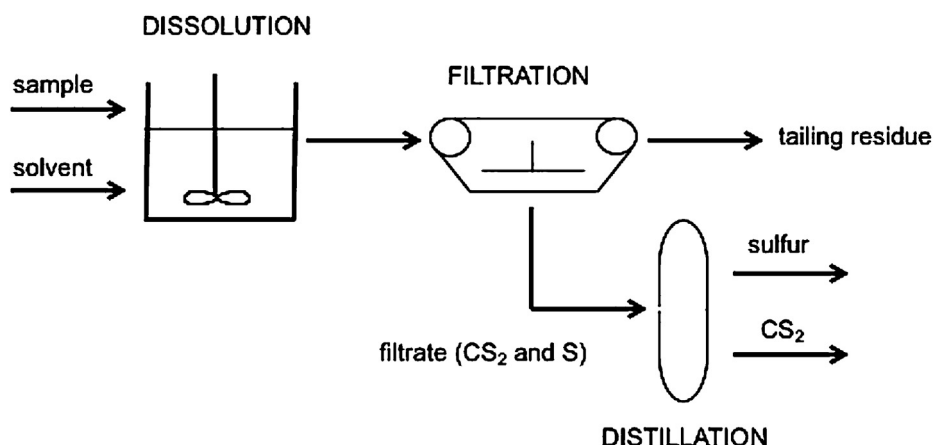 DISSOLUTION
sample
solvent
FILTRATION
tailing residue
filtrate (CS₂ and S)
sulfur
CS₂
DISTILLATION